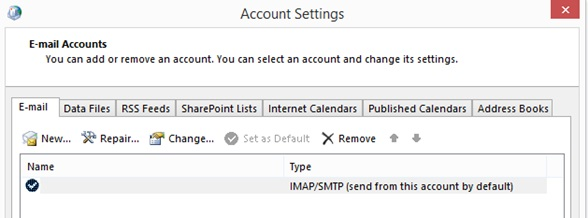 Account Settings
E-mail Accounts
You can add or remove an account. You can select an account and change its settings.
E-mail Data Files RSS Feeds SharePoint Lists Internet Calendars Published Calendars Address Books
New... Repair... Change... Set as Default Remove
Name Type
IMAP/SMTP (send from this account by default)